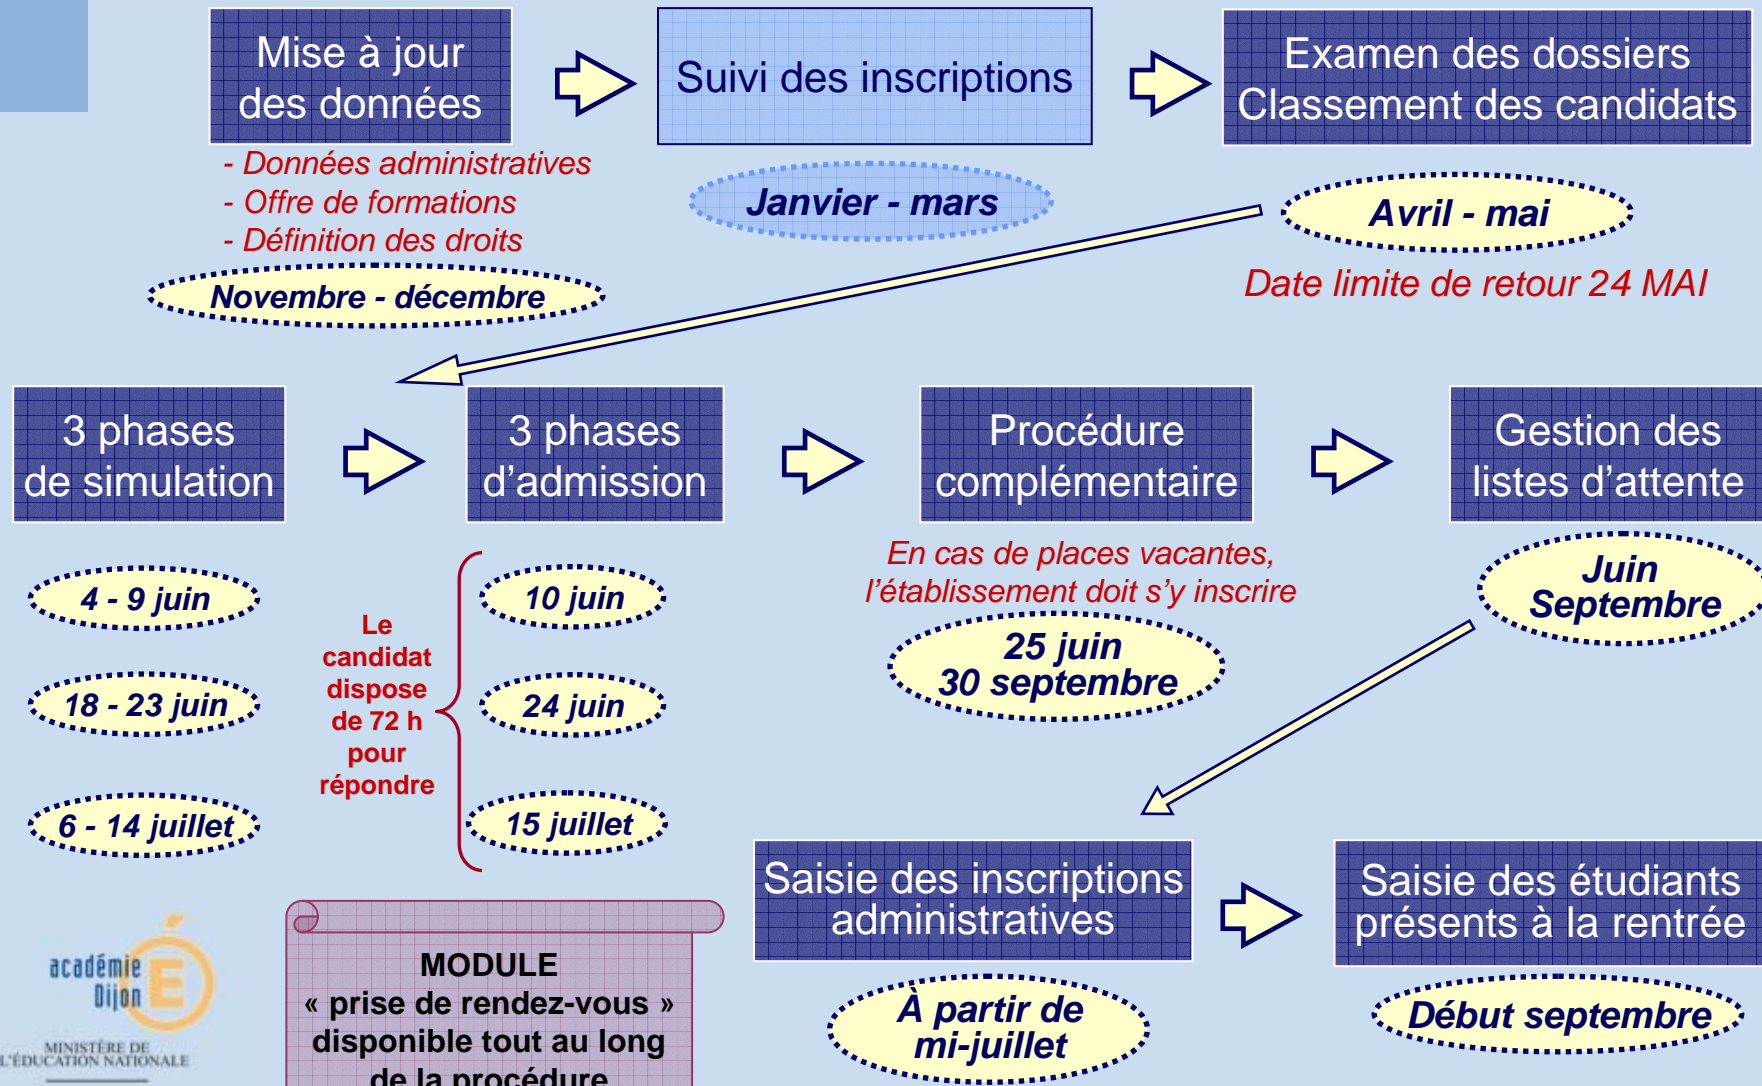 Mise à jour
des données
Suivi des inscriptions
Examen des dossiers
Classement des candidats
- Données administratives
- Offre de formations
- Définition des droits
Novembre - décembre
Janvier - mars
Avril - mai
Date limite de retour 24 MAI
3 phases
de simulation
3 phases
d’admission
Procédure
complémentaire
Gestion des
listes d’attente
4 - 9 juin
18 - 23 juin
6 - 14 juillet
Le
candidat
dispose
de 72 h
pour
répondre
10 juin
24 juin
15 juillet
En cas de places vacantes,
l’établissement doit s’y inscrire
25 juin
30 septembre
Juin
Septembre
Saisie des inscriptions
administratives
Saisie des étudiants
présents à la rentrée
À partir de
mi-juillet
Début septembre
MODULE
« prise de rendez-vous »
disponible tout au long
de la procédure
académie
Dijon
É
MINISTÈRE DE
L'ÉDUCATION NATIONALE